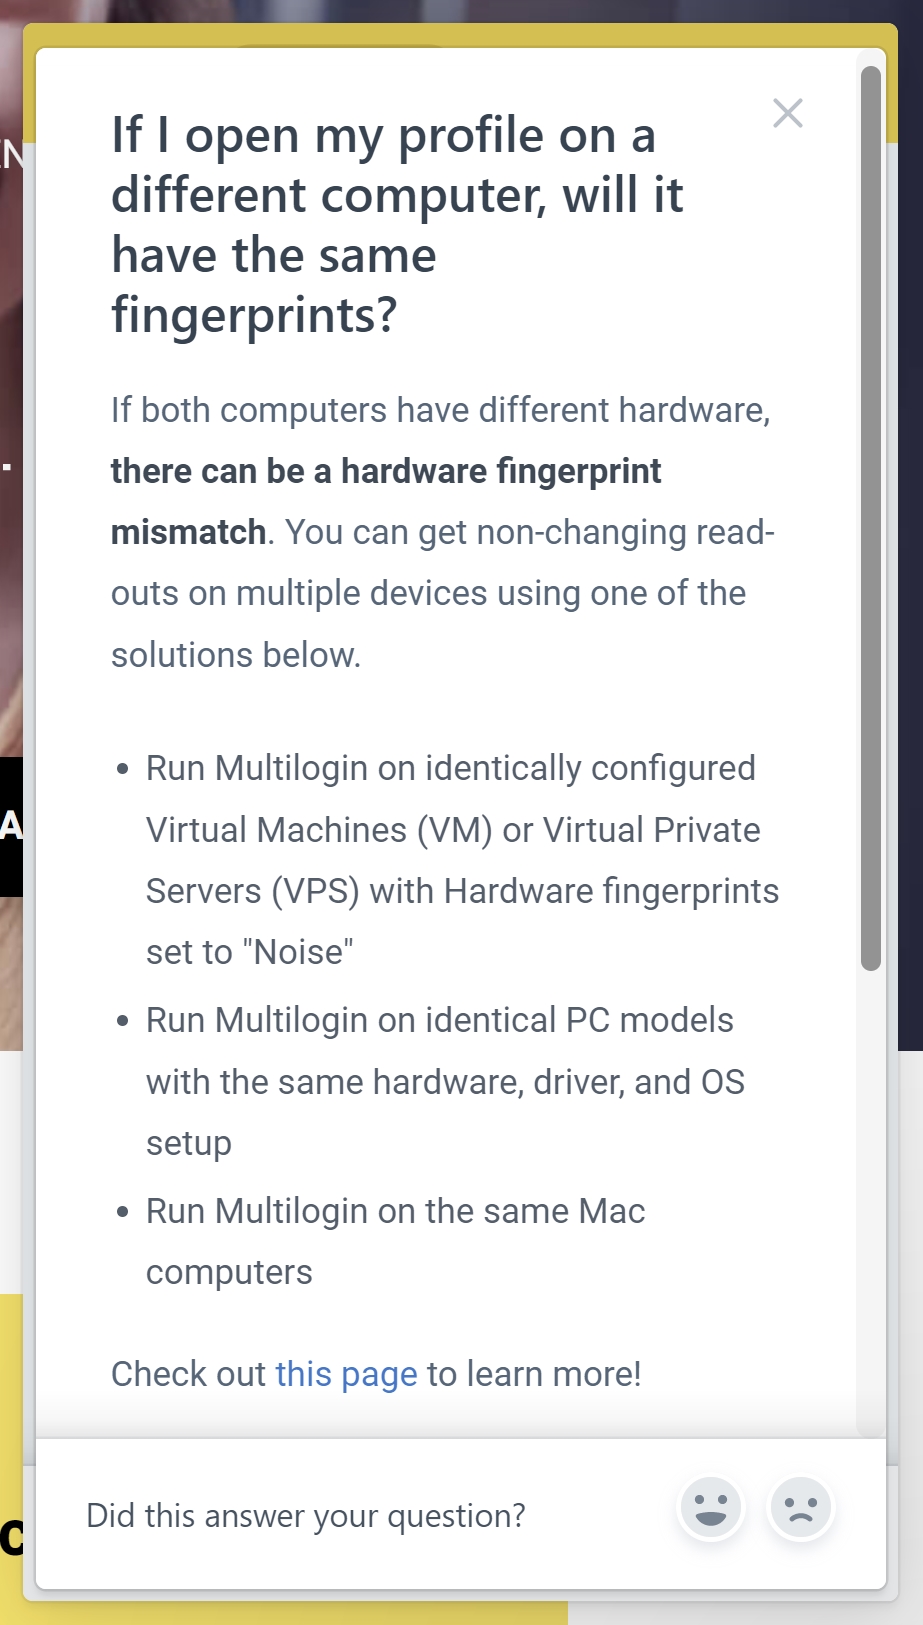 If I open my profile on a
different computer, will it
have the same
fingerprints?
If both computers have different hardware,
there can be a hardware fingerprint
mismatch. You can get non-changing read-
outs on multiple devices using one of the
solutions below.
• Run Multilogin on identically configured
Virtual Machines (VM) or Virtual Private
Servers (VPS) with Hardware fingerprints
set to "Noise"
• Run Multilogin on identical PC models
with the same hardware, driver, and OS
setup
• Run Multilogin on the same Mac
computers
Check out this page to learn more!
Did this answer your question?